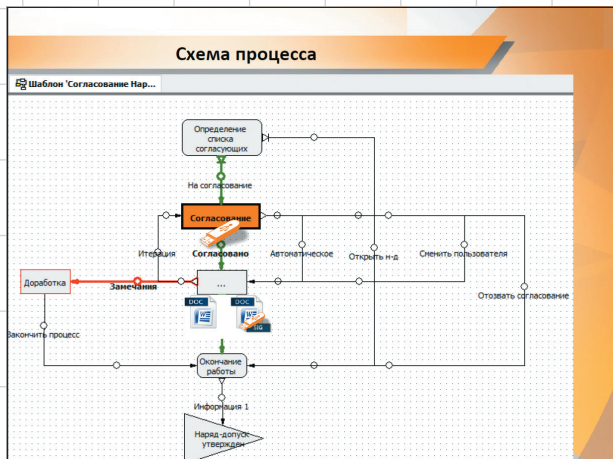 Схема процесса
Шаблон 'Согласование Нар...
Определение
списка
согласующих
На согласование
Согласование
Итерация
Согласовано
Автоматическое
Открыть н-д
Сменить пользователя
Доработка
Замечания
...
Отозвать согласование
DOC
DOC
W
W
SIG
Закончить процесс
Окончание
работы
Информация 1
Наряд-допуск
утвержден